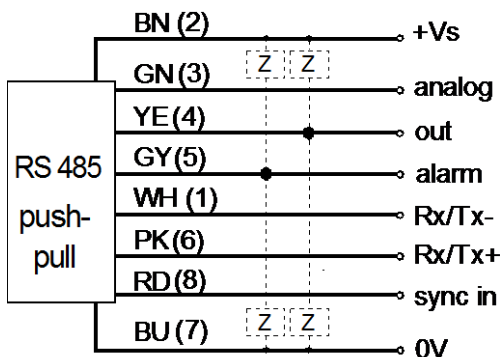 BN (2) +Vs
Z Z
GN (3) analog
YE (4) out
GY (5) alarm
RS 485
push-
pull
WH (1) Rx/Tx-
PK (6) Rx/Tx+
RD (8) sync in
Z Z
BU (7) 0V